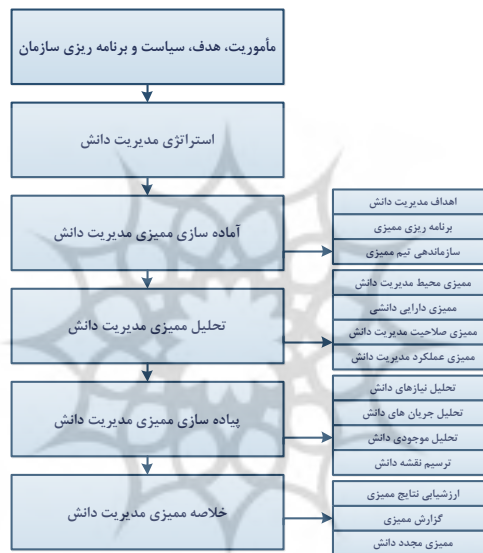 مأموریت، هدف، سیاست و برنامه ریزی سازمان
استراتژی مدیریت دانش
آماده سازی ممیزی مدیریت دانش
اهداف مدیریت دانش
برنامه ریزی ممیزی
سازماندهی تیم ممیزی
تحلیل ممیزی مدیریت دانش
ممیزی محیط مدیریت دانش
ممیزی دارایی دانشی
ممیزی صلاحیت مدیریت دانش
ممیزی عملکرد مدیریت دانش
پیاده سازی ممیزی مدیریت دانش
تحلیل نیازهای دانش
تحلیل جریان های دانش
تحلیل موجودی دانش
ترسیم نقشه دانش
خلاصه ممیزی مدیریت دانش
ارزشیابی نتایج ممیزی
گزارش ممیزی
ممیزی مجدد دانش